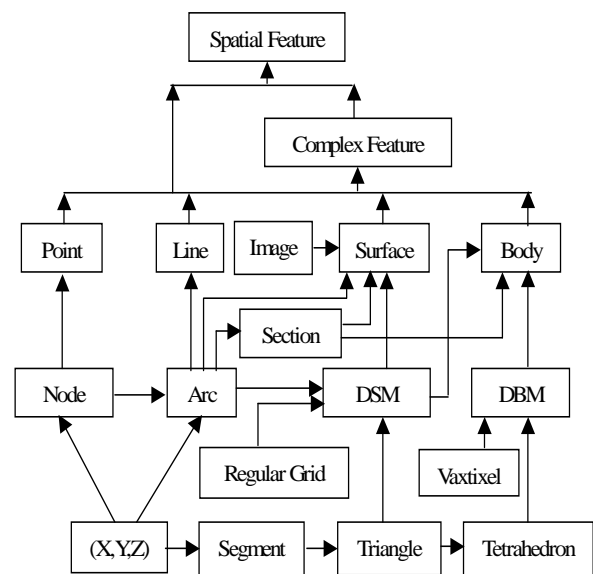 Spatial Feature
Complex Feature
Point
Line
Image
Surface
Body
Section
Node
Arc
DSM
DBM
Regular Grid
Vaxtixel
(X,Y,Z)
Segment
Triangle
Tetrahedron